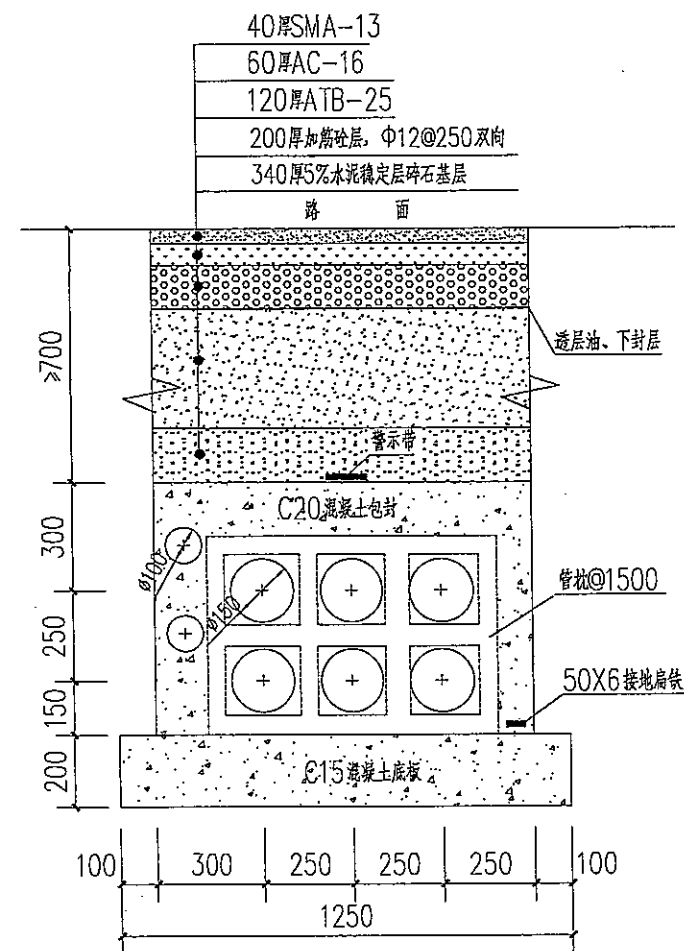 40厚SMA-13
60厚AC-16
120厚ATB-25
200厚加筋砼层，Φ12@250双向
340厚5%水泥稳定层碎石基层
路 面
透层油、下封层
≥700
警示带
C20混凝土包封
300
Ø100
Ø150
管枕@1500
250
50X6接地扁铁
150
C15混凝土底板
200
100 300 250 250 250 100
1250